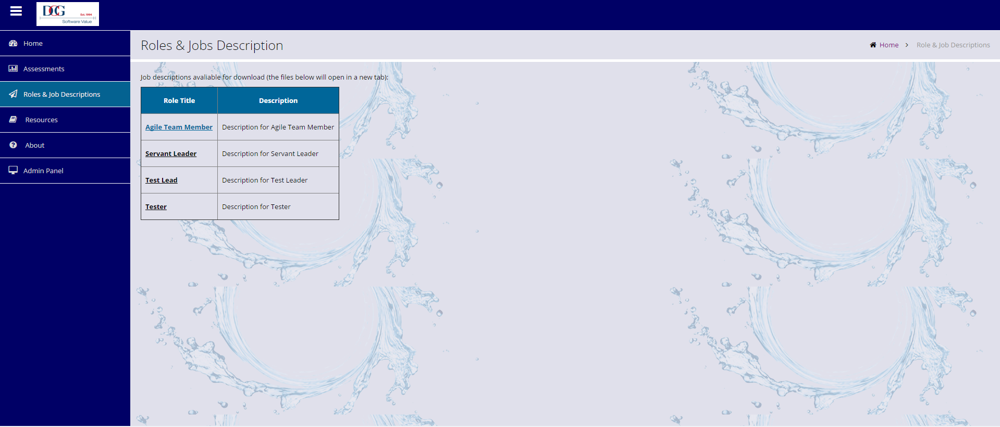 DCG
Est. 1994
Software Value
Home
Assessments
Roles & Job Descriptions
Resources
About
Admin Panel
Roles & Jobs Description
Home
Role & Job Descriptions
Job descriptions avaliable for download (the files below will open in a new tab):
Role Title Description
Agile Team Member Description for Agile Team Member
Servant Leader Description for Servant Leader
Test Lead Description for Test Leader
Tester Description for Tester